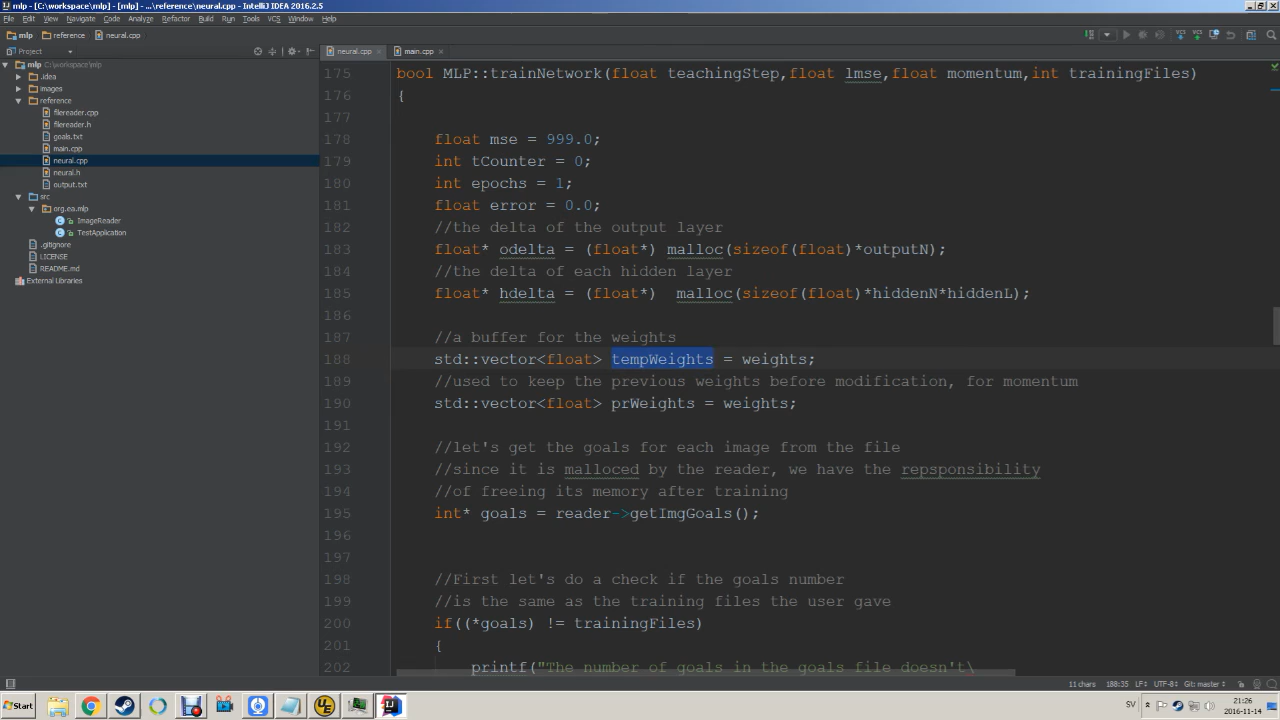 mlp - [C:\workspace\mlp] - [mlp] - ...\reference\neural.cpp - IntelliJ IDEA 2016.2.5
File Edit View Navigate Code Analyze Refactor Build Run Tools VCS Window Help
mlp reference neural.cpp
Project
neural.cpp main.cpp
mlp C:\workspace\mlp
.idea
images
reference
filereader.cpp
filereader.h
goals.txt
main.cpp
neural.cpp
neural.h
output.txt
src
org.ea.mlp
ImageReader
TestApplication
.gitignore
LICENSE
README.md
External Libraries
175 bool MLP::trainNetwork(float teachingStep,float lmse,float momentum,int trainingFiles)
176 {
177
178 float mse = 999.0;
179 int tCounter = 0;
180 int epochs = 1;
181 float error = 0.0;
182 //the delta of the output layer
183 float* odelta = (float*) malloc(sizeof(float)*outputN);
184 //the delta of each hidden layer
185 float* hdelta = (float*)  malloc(sizeof(float)*hiddenN*hiddenL);
186
187 //a buffer for the weights
188 std::vector<float> tempWeights = weights;
189 //used to keep the previous weights before modification, for momentum
190 std::vector<float> prWeights = weights;
191
192 //let's get the goals for each image from the file
193 //since it is malloced by the reader, we have the repsponsibility
194 //of freeing its memory after training
195 int* goals = reader->getImgGoals();
196
197
198 //First let's do a check if the goals number
199 //is the same as the training files the user gave
200 if((*goals) != trainingFiles)
201 {
202 printf("The number of goals in the goals file doesn't\
11 chars 188:35 LF÷ UTF-8÷ Git: master÷
Start
SV
21:26
2016-11-14